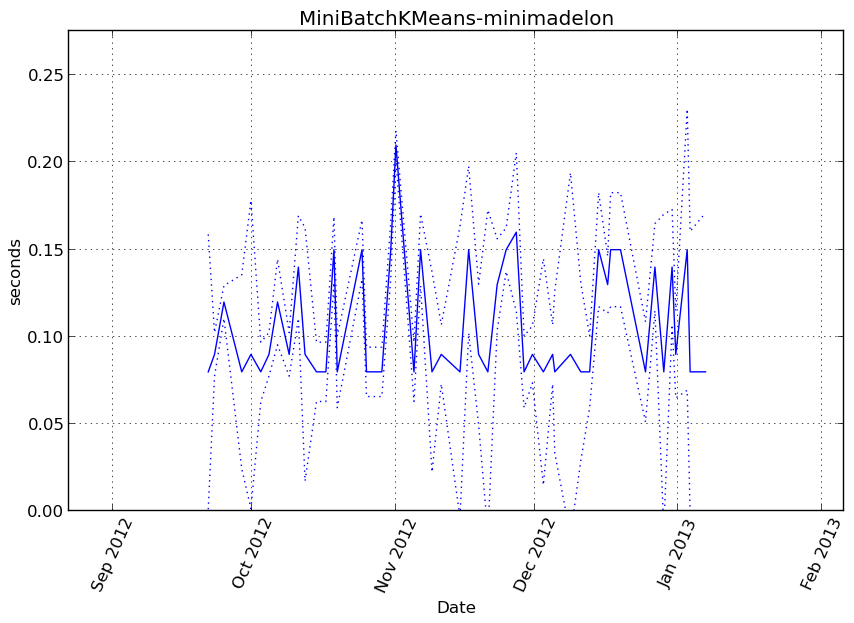 MiniBatchKMeans-minimadelon
0.25
0.20
0.15
0.10
0.05
0.00
seconds
Sep 2012
Oct 2012
Nov 2012
Dec 2012
Jan 2013
Feb 2013
Date